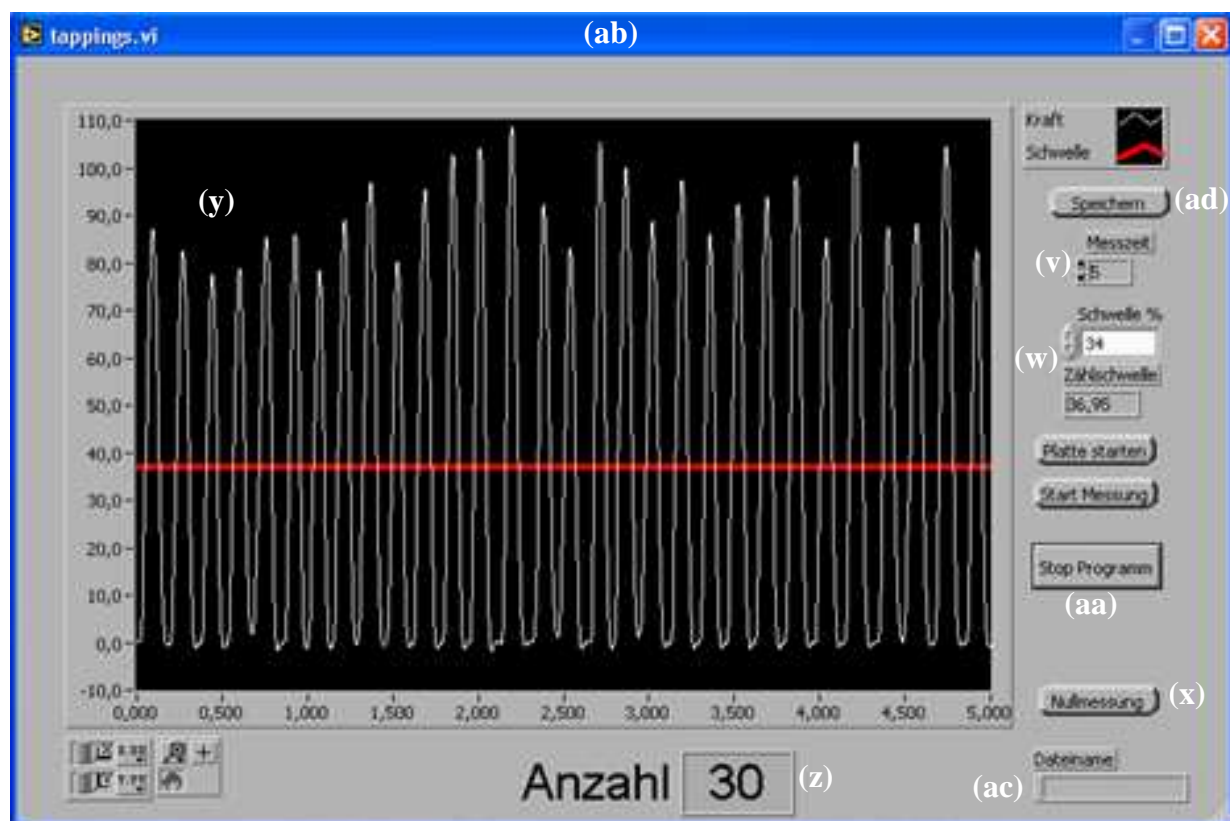 tappings.vi (ab)
110,0
100,0
90,0
80,0
70,0
60,0
50,0
40,0
30,0
20,0
10,0
0,0
-10,0
0,000 0,500 1,000 1,500 2,000 2,500 3,000 3,500 4,000 4,500 5,000
(y)
Kraft
Schwelle
Speichern (ad)
Messzeit
(v) 5
Schwelle %
(w) 34
Zählschwelle
36,95
Platte starten
Start Messung
Stop Programm
(aa)
Nullmessung (x)
Dateiname
(ac)
Anzahl 30 (z)